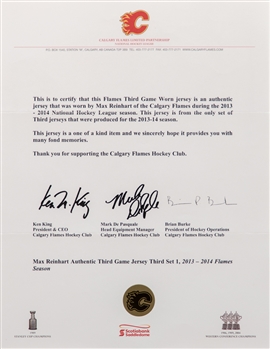 CALGARY FLAMES LIMITED PARTNERSHIP
This is to certify that this Flames Third Game Worn jersey is an authentic
jersey that was worn by Max Reinhart of the Calgary Flames during the 2013
- 2014 National Hockey League season. This jersey is from the only set of
Third jerseys that were produced for the 2013-14 season.
This jersey is a one of a kind item and we sincerely hope it provides you with
many fond memories.
Thank you for supporting the Calgary Flames Hockey Club.
Ken King
President & CEO
Calgary Flames Hockey Club
Mark De Pasquale
Head Equipment Manager
Calgary Flames Hockey Club
Brian Burke
President of Hockey Operations
Calgary Flames Hockey Club
Max Reinhart Authentic Third Game Jersey Third Set 1, 2013 – 2014 Flames
Season
Scotiabank
Saddledome